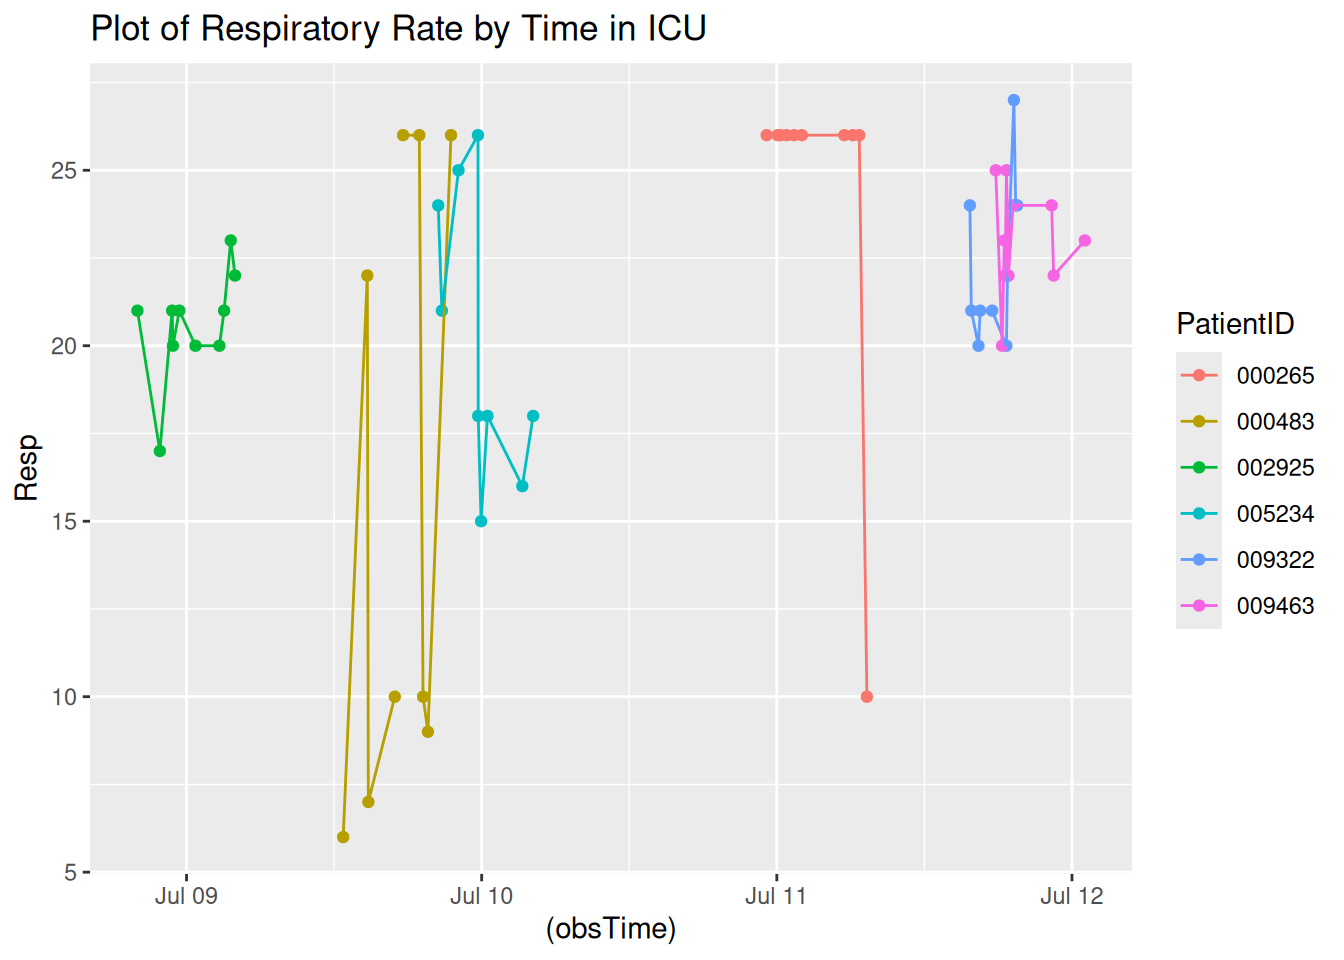 Plot of Respiratory Rate by Time in ICU
Resp
25
20
15
10
5
Jul 09
Jul 10
Jul 11
Jul 12
(obsTime)
PatientID
000265
000483
002925
005234
009322
009463